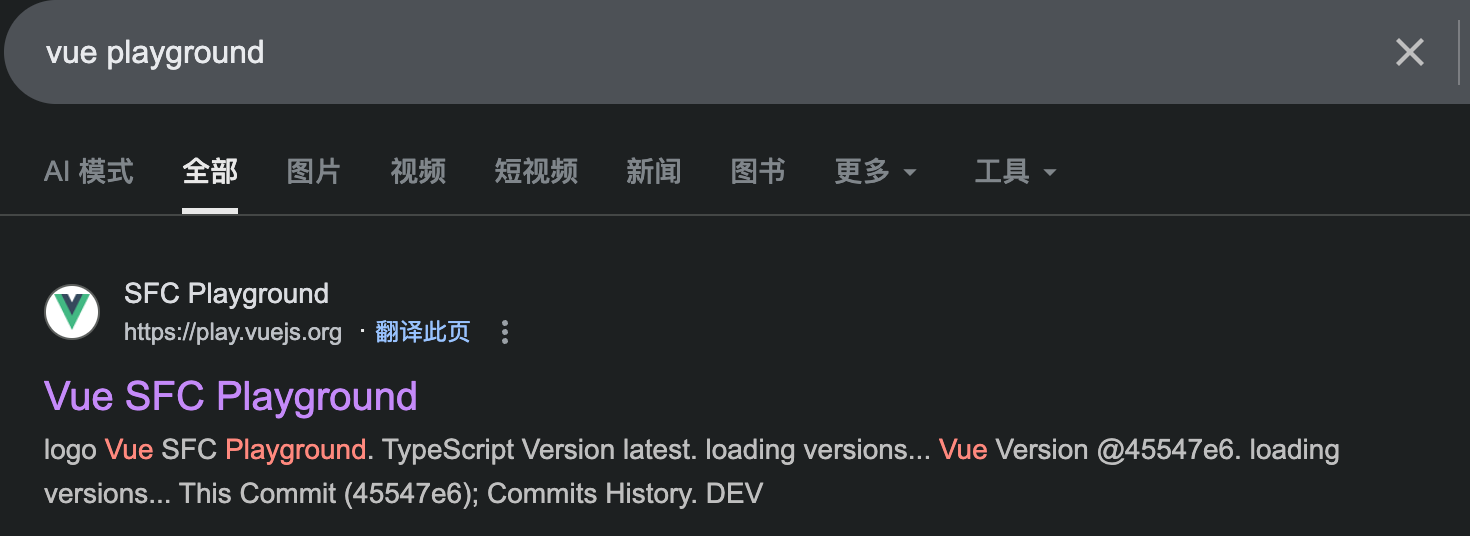 vue playground
AI 模式 全部 图片 视频 短视频 新闻 图书 更多 工具
SFC Playground
https://play.vuejs.org · 翻译此页
Vue SFC Playground
logo Vue SFC Playground. TypeScript Version latest. loading versions... Vue Version @45547e6. loading
versions... This Commit (45547e6); Commits History. DEV